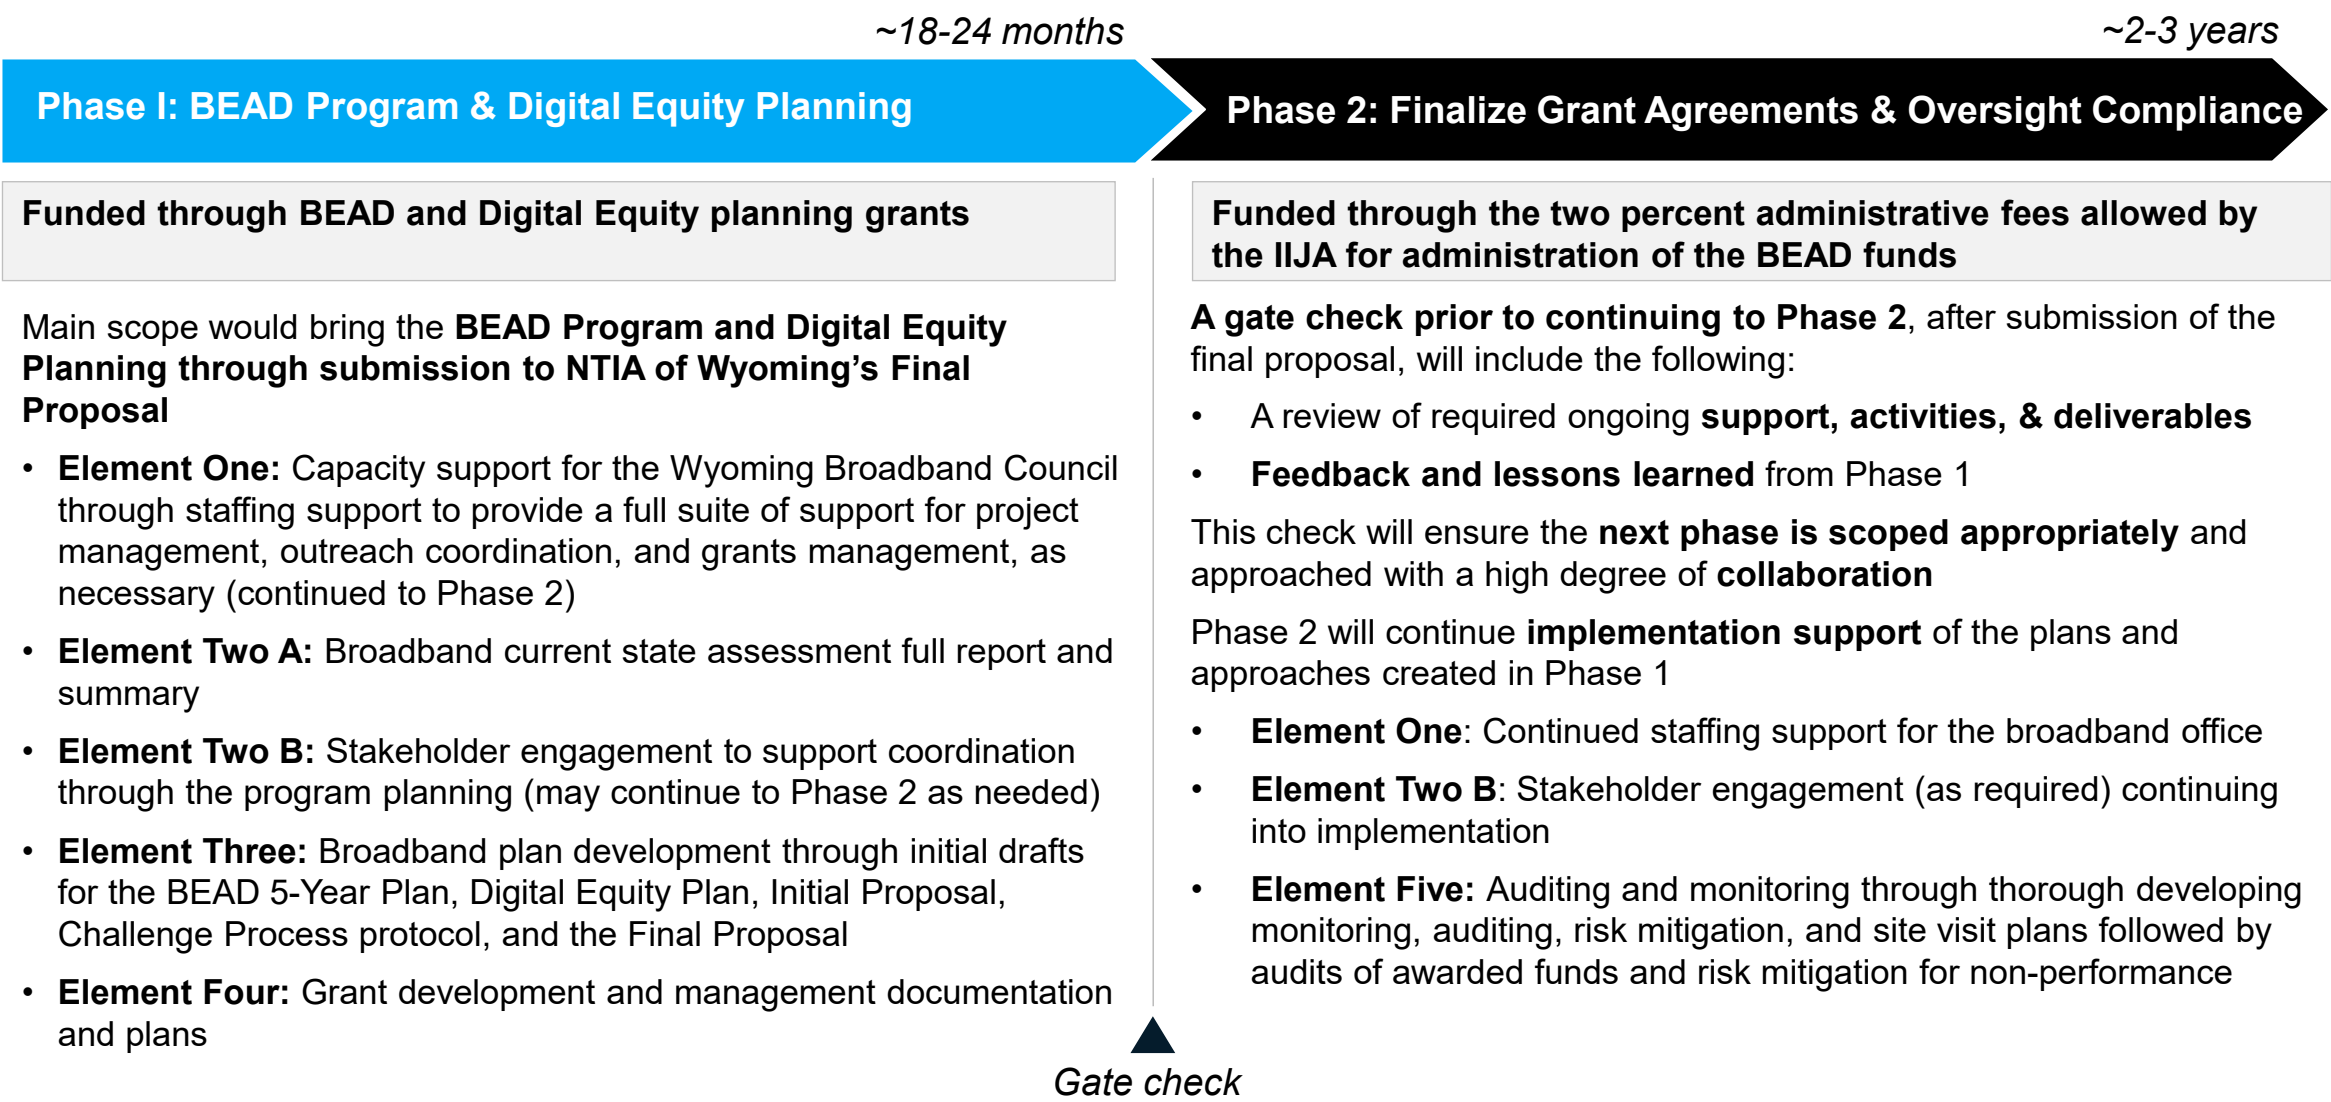 ~18-24 months
~2-3 years
Phase I: BEAD Program & Digital Equity Planning
Phase 2: Finalize Grant Agreements & Oversight Compliance
Funded through BEAD and Digital Equity planning grants
Main scope would bring the BEAD Program and Digital Equity
Planning through submission to NTIA of Wyoming’s Final
Proposal
• Element One: Capacity support for the Wyoming Broadband Council
through staffing support to provide a full suite of support for project
management, outreach coordination, and grants management, as
necessary (continued to Phase 2)
• Element Two A: Broadband current state assessment full report and
summary
• Element Two B: Stakeholder engagement to support coordination
through the program planning (may continue to Phase 2 as needed)
• Element Three: Broadband plan development through initial drafts
for the BEAD 5-Year Plan, Digital Equity Plan, Initial Proposal,
Challenge Process protocol, and the Final Proposal
• Element Four: Grant development and management documentation
and plans
Funded through the two percent administrative fees allowed by
the IIJA for administration of the BEAD funds
A gate check prior to continuing to Phase 2, after submission of the
final proposal, will include the following:
• A review of required ongoing support, activities, & deliverables
• Feedback and lessons learned from Phase 1
This check will ensure the next phase is scoped appropriately and
approached with a high degree of collaboration
Phase 2 will continue implementation support of the plans and
approaches created in Phase 1
• Element One: Continued staffing support for the broadband office
• Element Two B: Stakeholder engagement (as required) continuing
into implementation
• Element Five: Auditing and monitoring through thorough developing
monitoring, auditing, risk mitigation, and site visit plans followed by
audits of awarded funds and risk mitigation for non-performance
Gate check